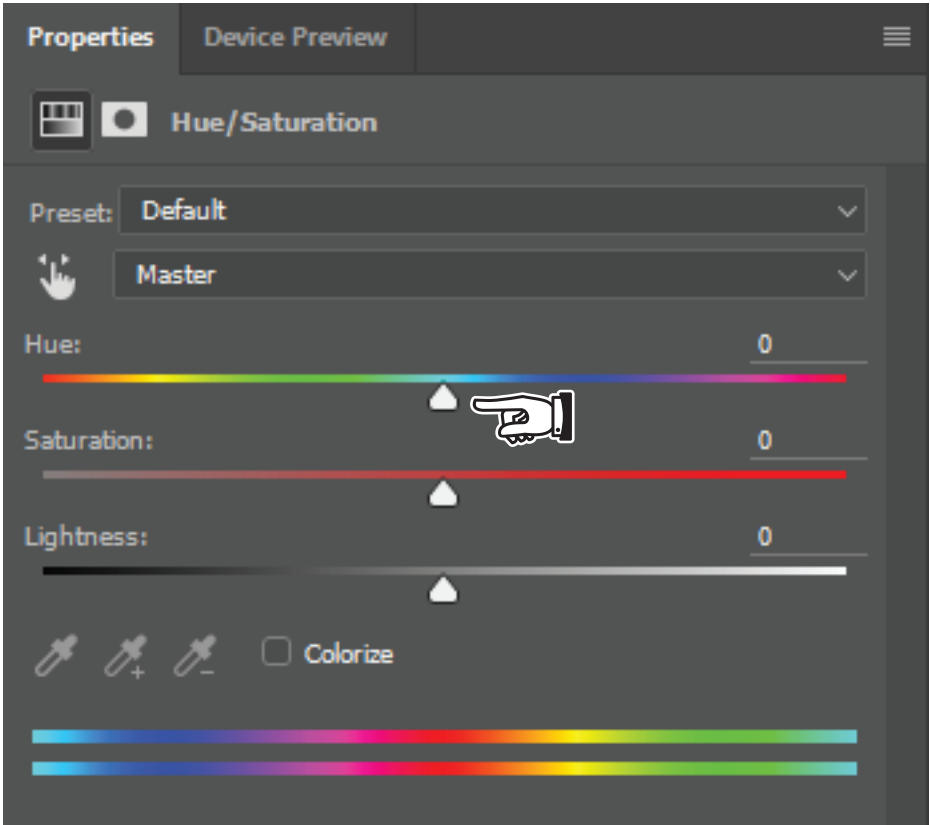 Properties Device Preview
Hue/Saturation
Preset: Default
Master
Hue: 0
Saturation: 0
Lightness: 0
Colorize